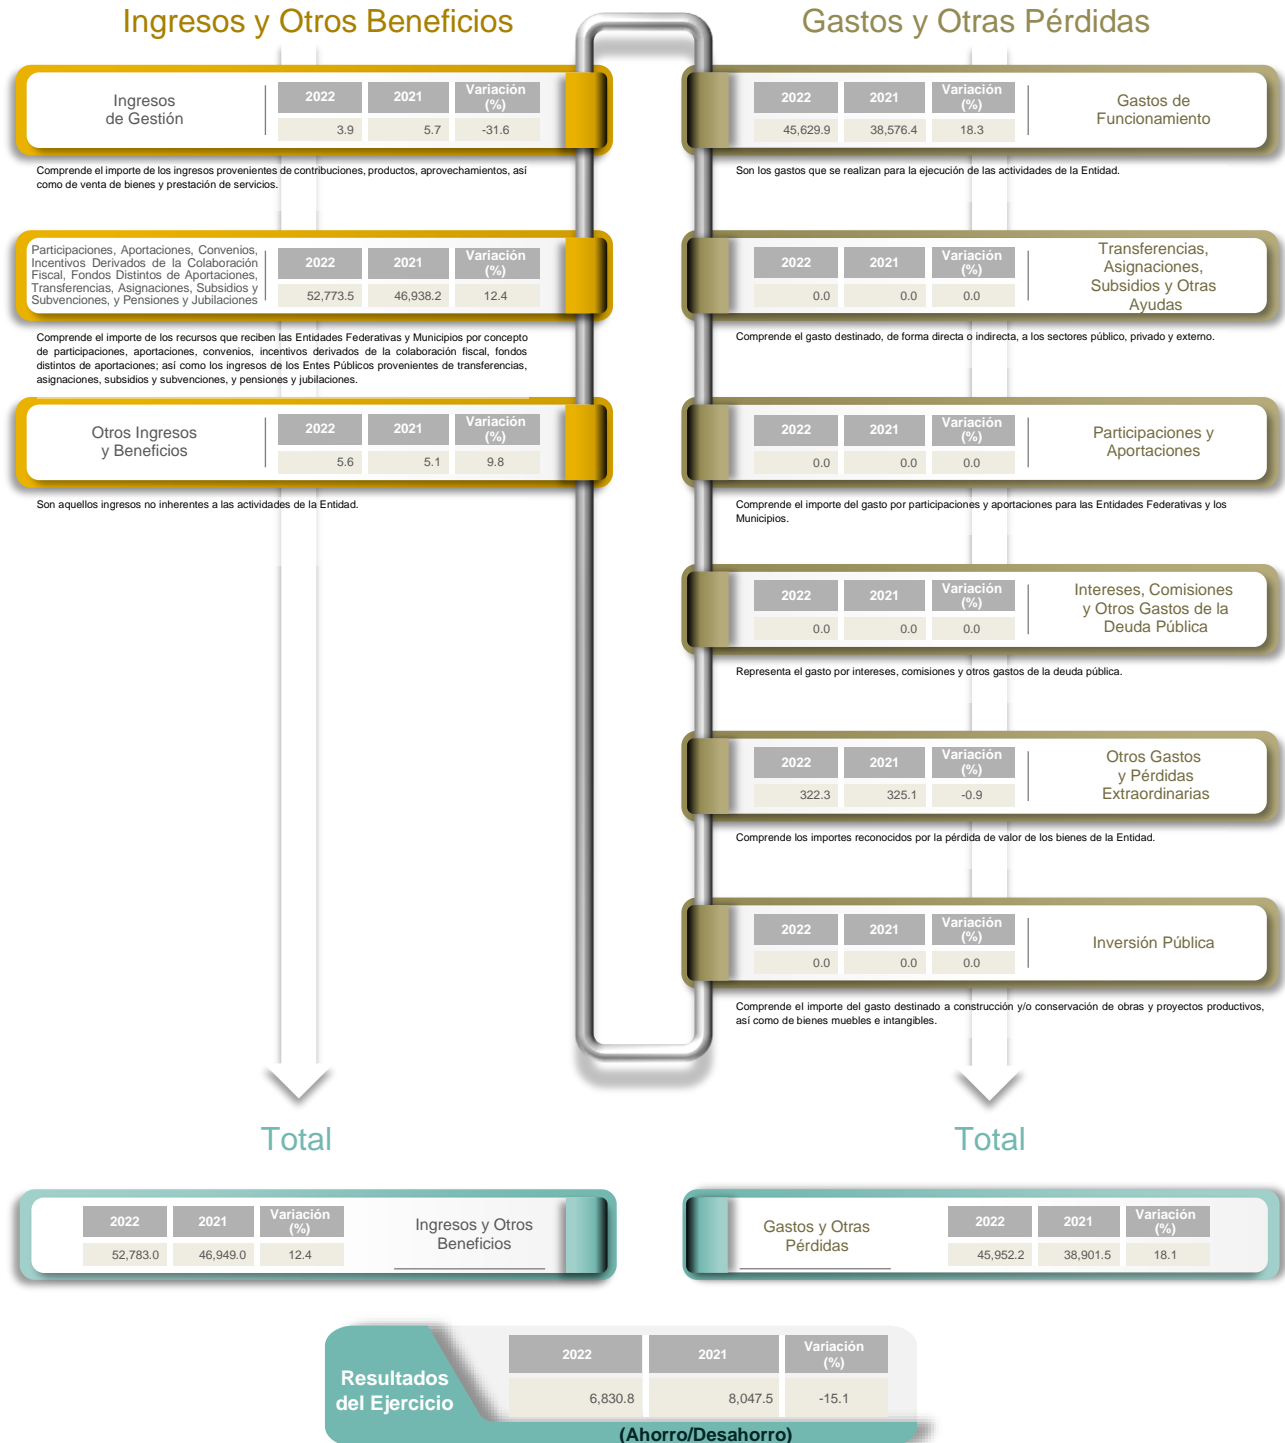 Ingresos y Otros Beneficios
Ingresos
de Gestión
2022 2021 Variación (%)
3.9 5.7 -31.6
Comprende el importe de los ingresos provenientes de contribuciones, productos, aprovechamientos, así
como de venta de bienes y prestación de servicios.
Participaciones, Aportaciones, Convenios,
Incentivos Derivados de la Colaboración
Fiscal, Fondos Distintos de Aportaciones,
Transferencias, Asignaciones, Subsidios y
Subvenciones, y Pensiones y Jubilaciones
2022 2021 Variación (%)
52,773.5 46,938.2 12.4
Comprende el importe de los recursos que reciben las Entidades Federativas y Municipios por concepto
de participaciones, aportaciones, convenios, incentivos derivados de la colaboración fiscal, fondos
distintos de aportaciones; así como los ingresos de los Entes Públicos provenientes de transferencias,
asignaciones, subsidios y subvenciones, y pensiones y jubilaciones.
Otros Ingresos
y Beneficios
2022 2021 Variación (%)
5.6 5.1 9.8
Son aquellos ingresos no inherentes a las actividades de la Entidad.
Gastos y Otras Pérdidas
2022 2021 Variación (%)
45,629.9 38,576.4 18.3
Gastos de
Funcionamiento
Son los gastos que se realizan para la ejecución de las actividades de la Entidad.
2022 2021 Variación (%)
0.0 0.0 0.0
Transferencias,
Asignaciones,
Subsidios y Otras
Ayudas
Comprende el gasto destinado, de forma directa o indirecta, a los sectores público, privado y externo.
2022 2021 Variación (%)
0.0 0.0 0.0
Participaciones y
Aportaciones
Comprende el importe del gasto por participaciones y aportaciones para las Entidades Federativas y los
Municipios.
2022 2021 Variación (%)
0.0 0.0 0.0
Intereses, Comisiones
y Otros Gastos de la
Deuda Pública
Representa el gasto por intereses, comisiones y otros gastos de la deuda pública.
2022 2021 Variación (%)
322.3 325.1 -0.9
Otros Gastos
y Pérdidas
Extraordinarias
Comprende los importes reconocidos por la pérdida de valor de los bienes de la Entidad.
2022 2021 Variación (%)
0.0 0.0 0.0
Inversión Pública
Comprende el importe del gasto destinado a construcción y/o conservación de obras y proyectos productivos,
así como de bienes muebles e intangibles.
Total
2022 2021 Variación (%)
52,783.0 46,949.0 12.4
Ingresos y Otros
Beneficios
Total
Gastos y Otras
Pérdidas
2022 2021 Variación (%)
45,952.2 38,901.5 18.1
Resultados
del Ejercicio
2022 2021 Variación (%)
6,830.8 8,047.5 -15.1
(Ahorro/Desahorro)